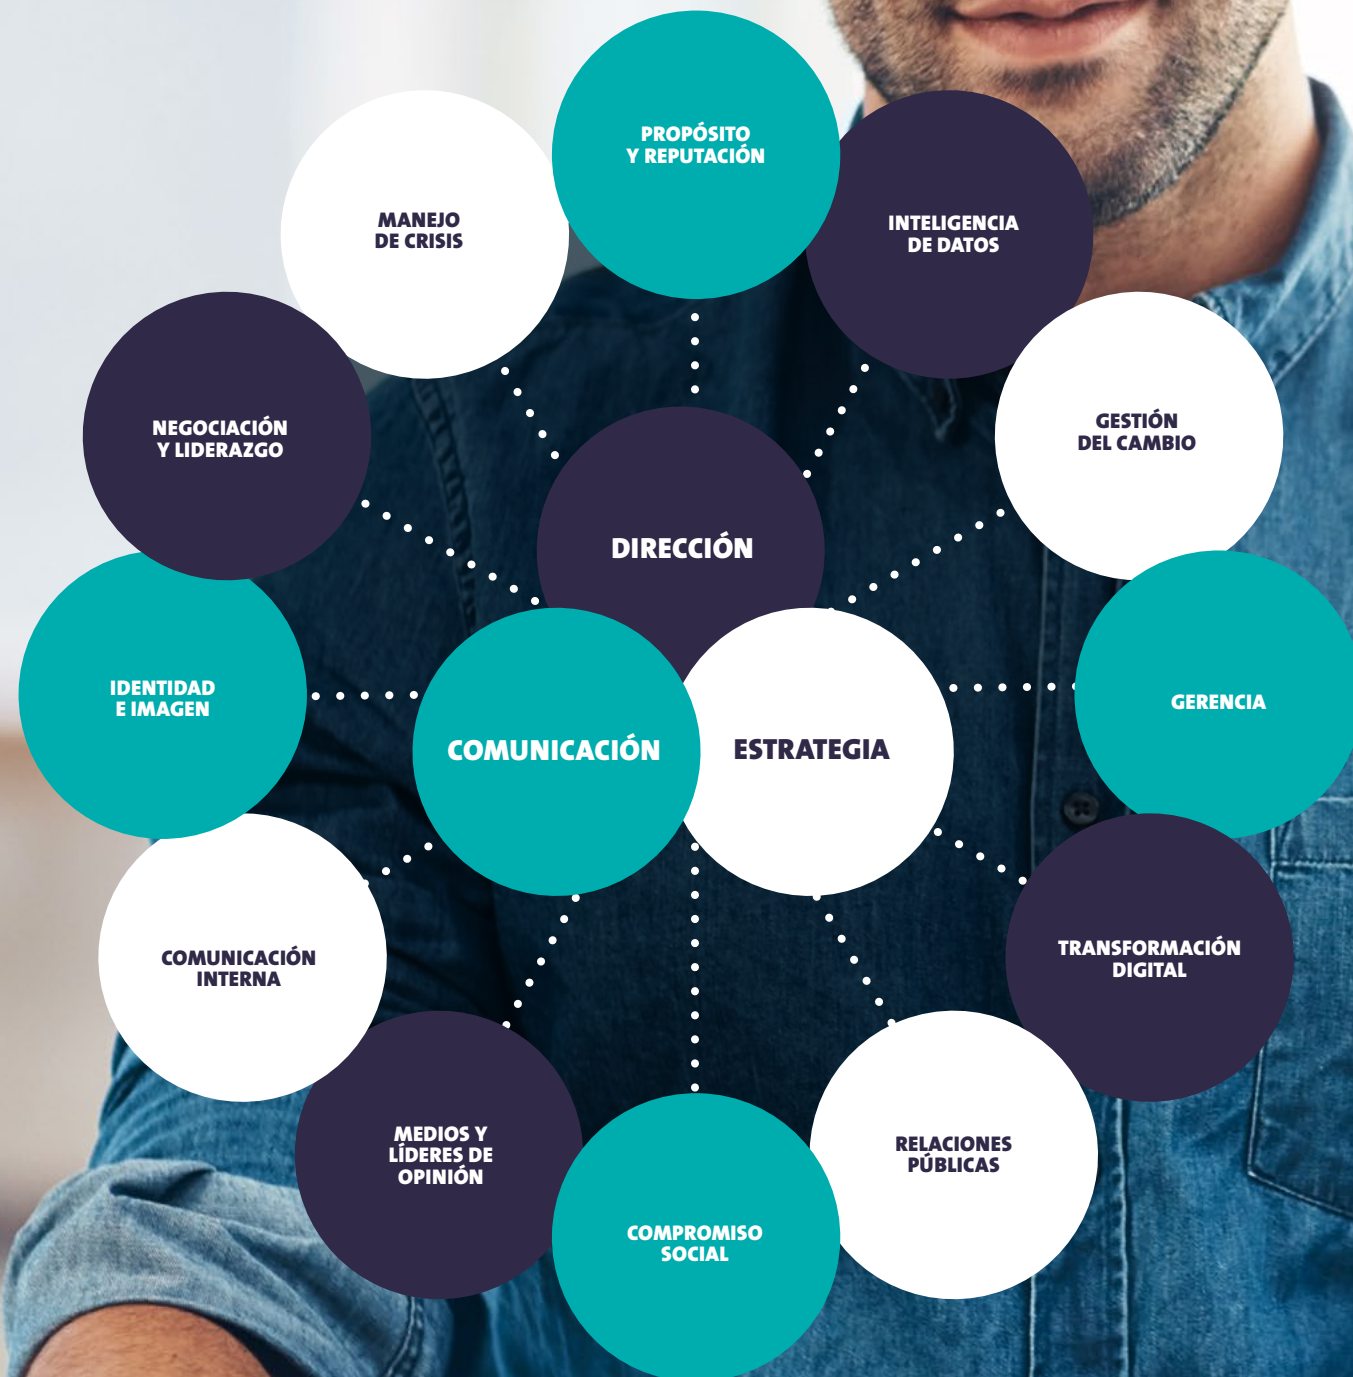 PROPÓSITO
Y REPUTACIÓN
MANEJO
DE CRISIS
INTELIGENCIA
DE DATOS
NEGOCIACIÓN
Y LIDERAZGO
GESTIÓN
DEL CAMBIO
DIRECCIÓN
IDENTIDAD
E IMAGEN
GERENCIA
COMUNICACIÓN
ESTRATEGIA
COMUNICACIÓN
INTERNA
TRANSFORMACIÓN
DIGITAL
MEDIOS Y
LÍDERES DE
OPINIÓN
RELACIONES
PÚBLICAS
COMPROMISO
SOCIAL